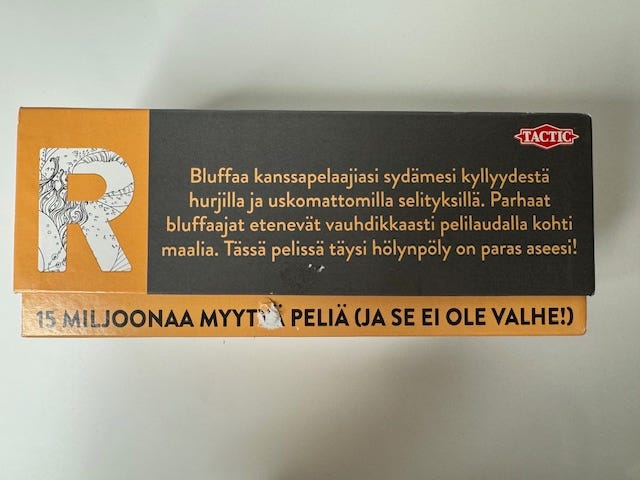 R
TACTIC
Bluffaa kanssapelaajiasi sydämesi kyllyydestä
hurjilla ja uskomattomilla selityksillä. Parhaat
bluffaajat etenevät vauhdikkaasti pelilaudalla kohti
maalia. Tässä pelissä täysi hölynpöly on paras aseesi!
15 MILJOONAA MYYTYÄ PELIÄ (JA SE EI OLE VALHE!)